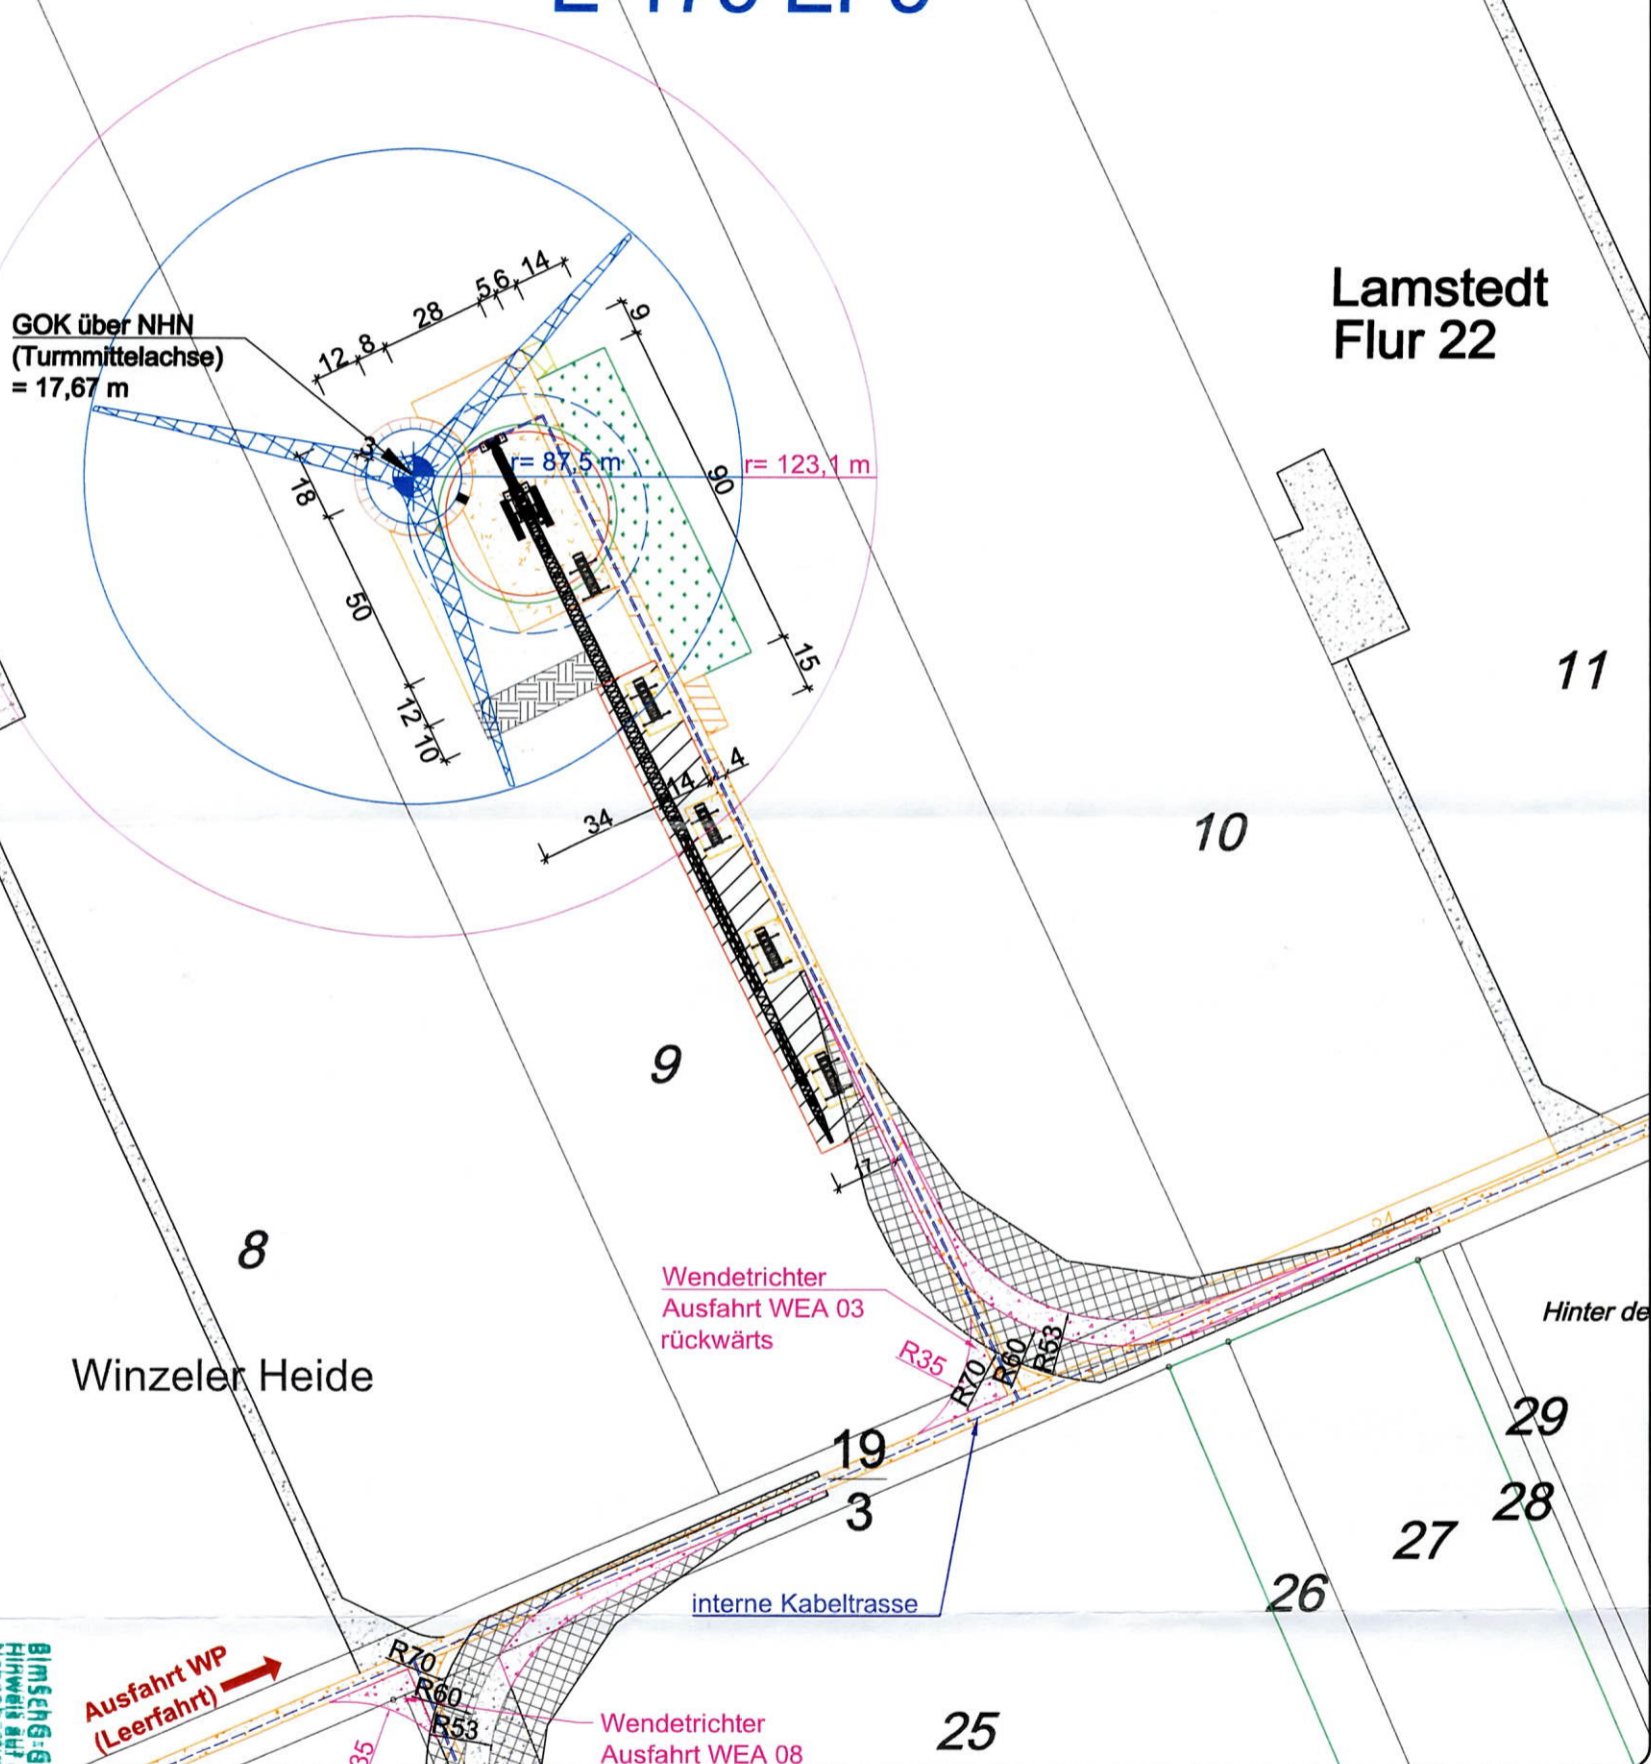 GOK über NHN
(Turmmittelachse)
= 17,67 m
12
8
28
5,6
14
9
Lamstedt
Flur 22
3
r= 87,5 m
r= 123,1 m
90
18
50
12
10
15
11
14
4
34
10
9
17
8
Wendetrichter
Ausfahrt WEA 03
rückwärts
R35
R70
R60
R53
Hinter de
Winzeler Heide
19
3
29
28
27
26
interne Kabeltrasse
Ausfahrt WP
(Leerfahrt)
R70
R60
R53
25
Wendetrichter
Ausfahrt WEA 08